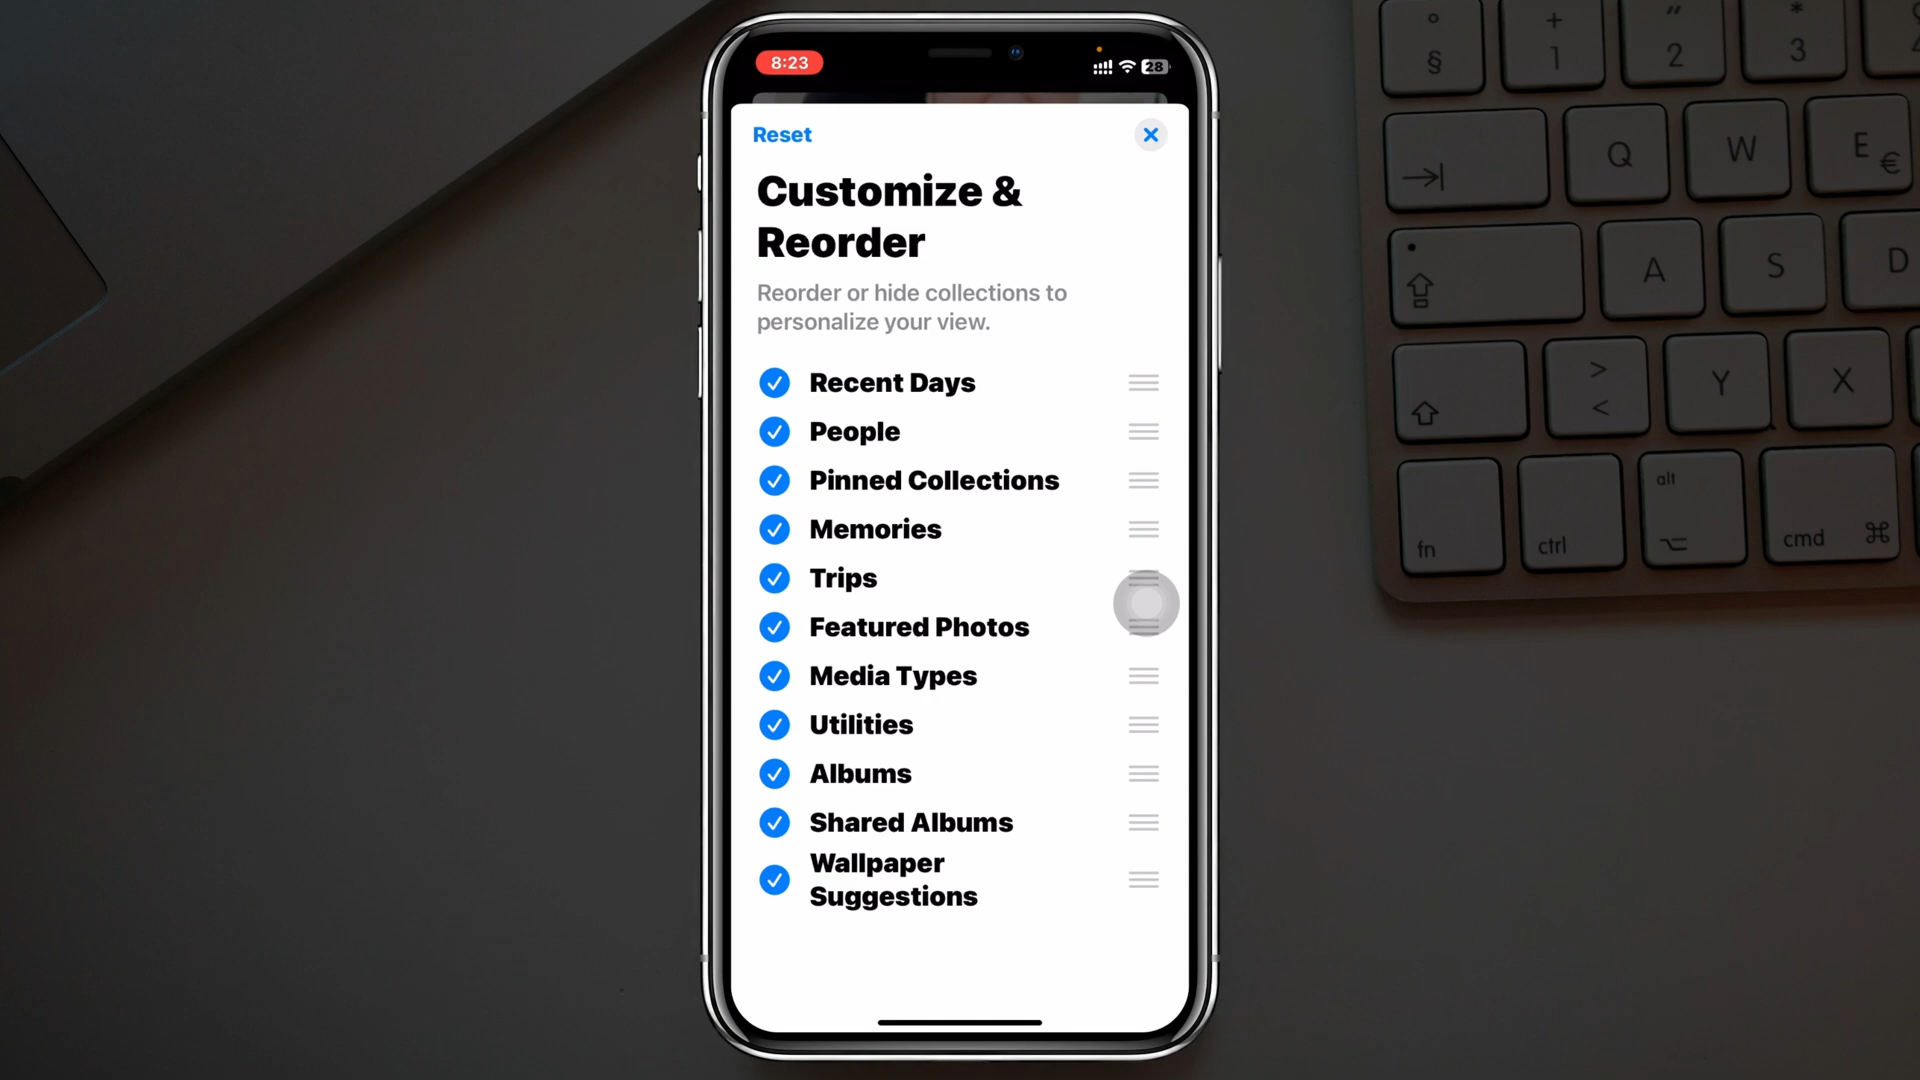 8:23
28
Reset
Customize &
Reorder
Reorder or hide collections to
personalize your view.
Recent Days
People
Pinned Collections
Memories
Trips
Featured Photos
Media Types
Utilities
Albums
Shared Albums
Wallpaper
Suggestions
° + " *
§ 1 2 3
Q W E €
A S D
> < Y X
fn ctrl alt cmd ⌘